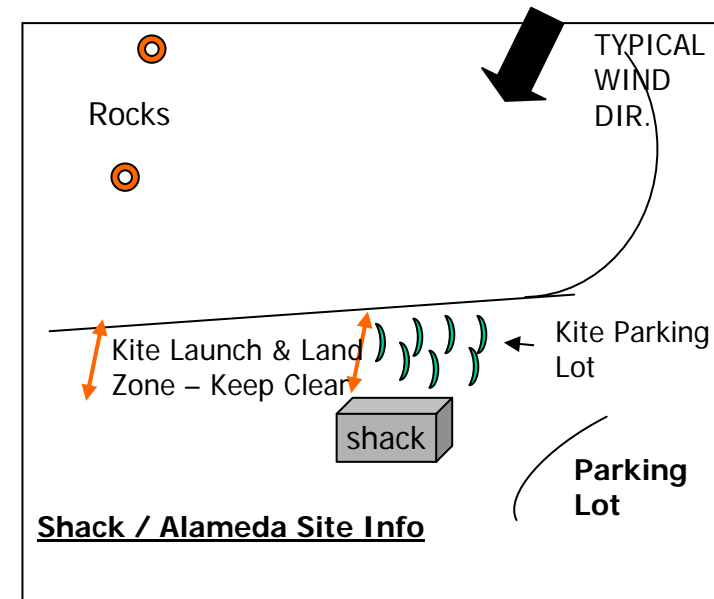 TYPICAL
WIND
DIR.
Rocks
Kite Launch & Land
Zone – Keep Clear
Kite Parking
Lot
shack
Parking
Lot
Shack / Alameda Site Info